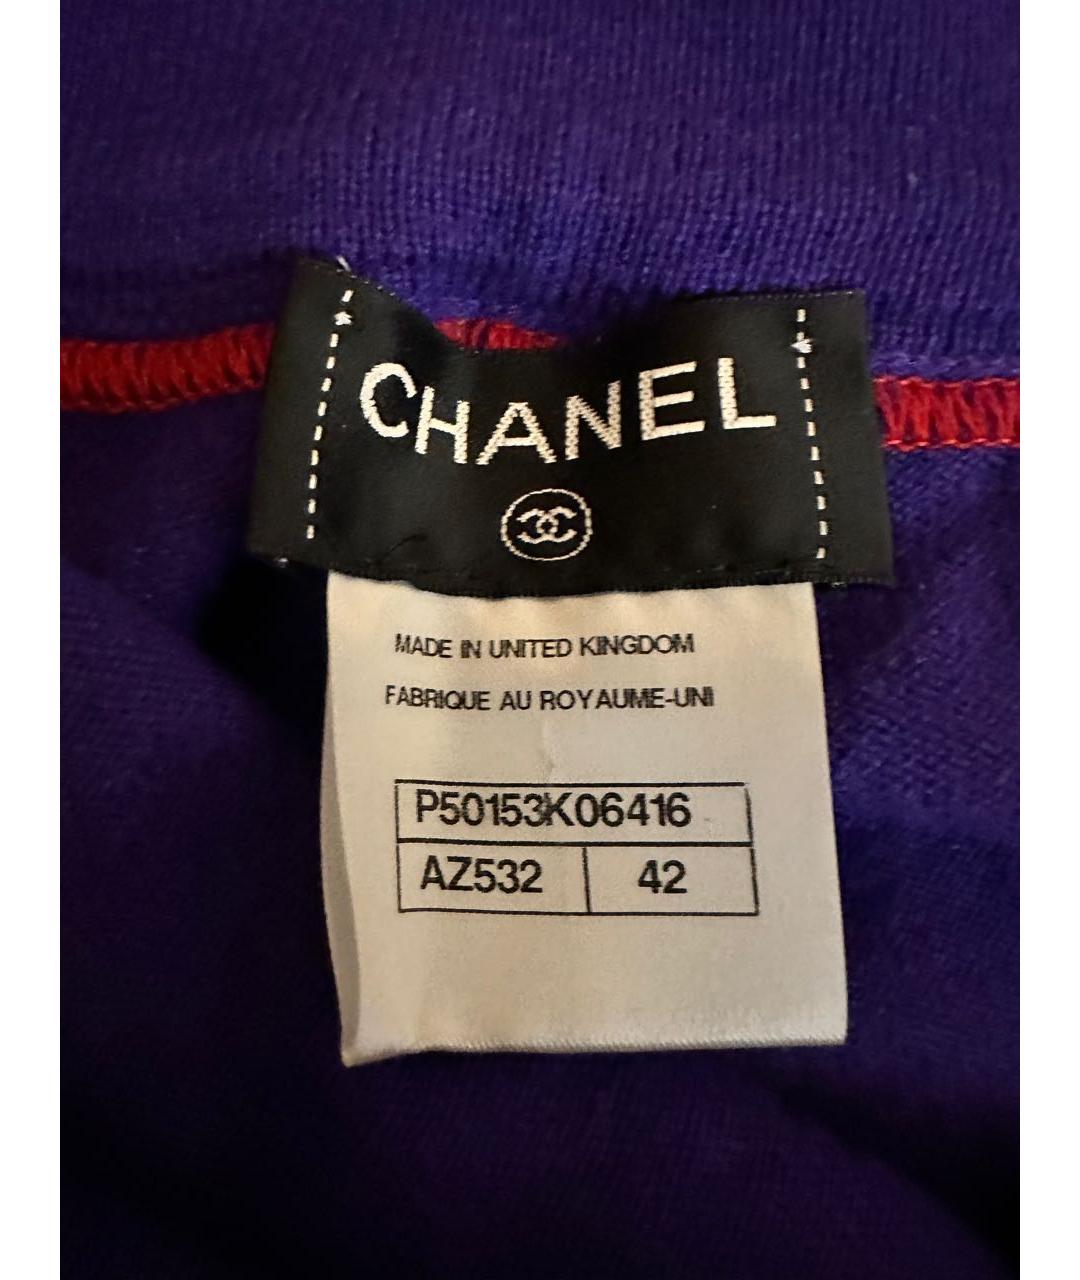 CHANEL
MADE IN UNITED KINGDOM
FABRIQUE AU ROYAUME-UNI
P50153K06416
AZ532 42